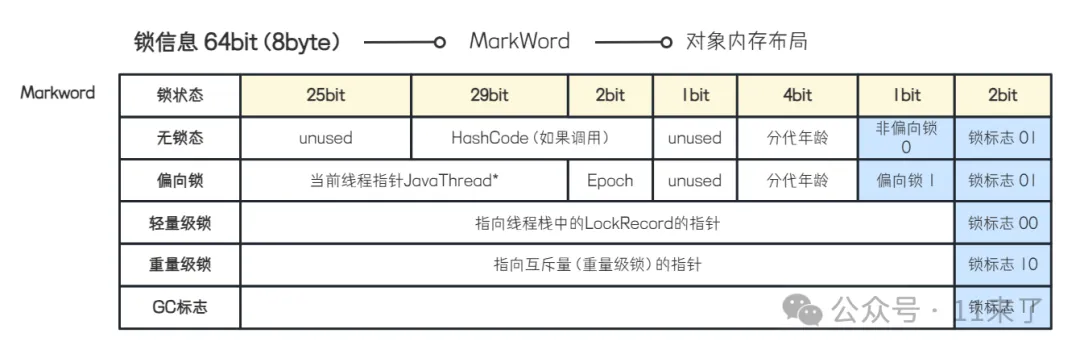 锁信息 64bit (8byte) MarkWord 对象内存布局
Markword 锁状态 25bit 29bit 2bit 1bit 4bit 1bit 2bit
无锁态 unused HashCode (如果调用) unused 分代年龄 非偏向锁 0 锁标志 01
偏向锁 当前线程指针JavaThread* Epoch unused 分代年龄 偏向锁 1 锁标志 01
轻量级锁 指向线程栈中的LockRecord的指针 锁标志 00
重量级锁 指向互斥量 (重量级锁) 的指针 锁标志 10
GC标志 锁标志 11
公众号 · 11来了